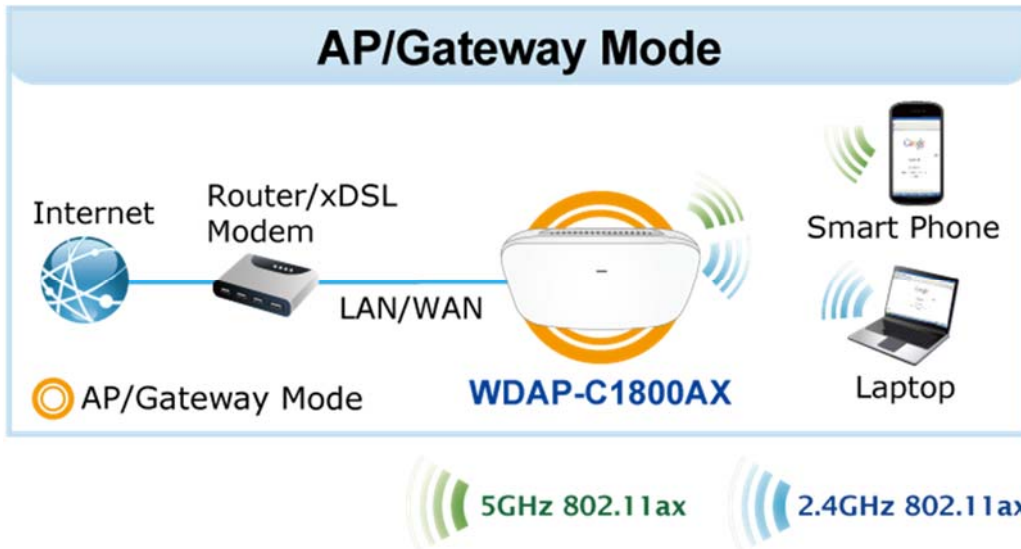 AP/Gateway Mode
Internet
Router/xDSL
Modem
LAN/WAN
AP/Gateway Mode
WDAP-C1800AX
Smart Phone
Laptop
5GHz 802.11ax
2.4GHz 802.11ax